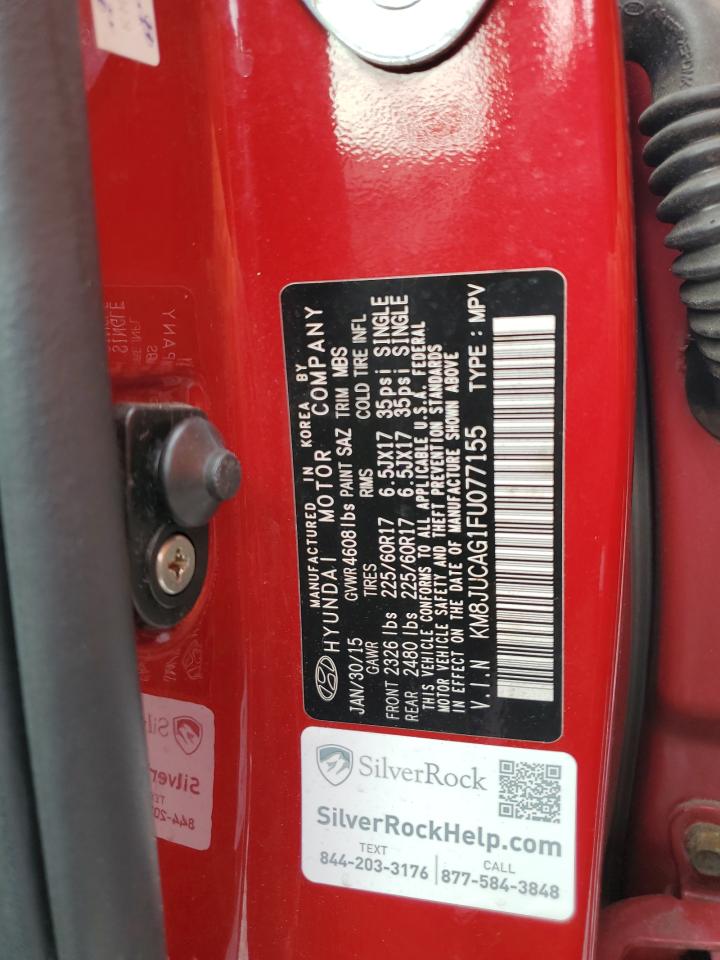 MANUFACTURED IN KOREA BY
HYUNDAI MOTOR COMPANY
JAN/30/15 GVWR 4608 lbs PAINT SAZ TRIM MBS
GAWR TIRES RIMS COLD TIRE INFL
FRONT 2326 lbs 225/60R17 6.5JX17 35psi SINGLE
REAR 2480 lbs 225/60R17 6.5JX17 35psi SINGLE
THIS VEHICLE CONFORMS TO ALL APPLICABLE U.S.A. FEDERAL
MOTOR VEHICLE SAFETY AND THEFT PREVENTION STANDARDS
IN EFFECT ON THE DATE OF MANUFACTURE SHOWN ABOVE
V.I.N KM8JUCAG1FU077155 TYPE : MPV
SilverRock
SilverRockHelp.com
TEXT CALL
844-203-3176 877-584-3848